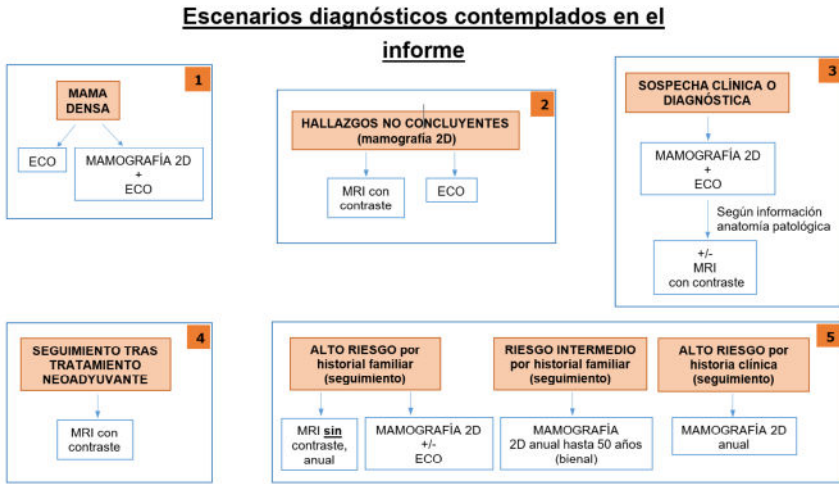 Escenarios diagnósticos contemplados en el
informe
1
MAMA
DENSA
ECO
MAMOGRAFÍA 2D
+
ECO
2
HALLAZGOS NO CONCLUYENTES
(mamografía 2D)
MRI con
contraste
ECO
3
SOSPECHA CLÍNICA O
DIAGNÓSTICA
MAMOGRAFÍA 2D
+
ECO
Según información
anatomía patológica
+/-
MRI
con contraste
4
SEGUIMIENTO TRAS
TRATAMIENTO
NEOADYUVANTE
MRI con
contraste
5
ALTO RIESGO por
historial familiar
(seguimiento)
MRI sin
contraste,
anual
MAMOGRAFÍA 2D
+/-
ECO
RIESGO INTERMEDIO
por historial familiar
(seguimiento)
MAMOGRAFÍA
2D anual hasta 50 años
(bienal)
ALTO RIESGO por
historia clínica
(seguimiento)
MAMOGRAFÍA 2D
anual